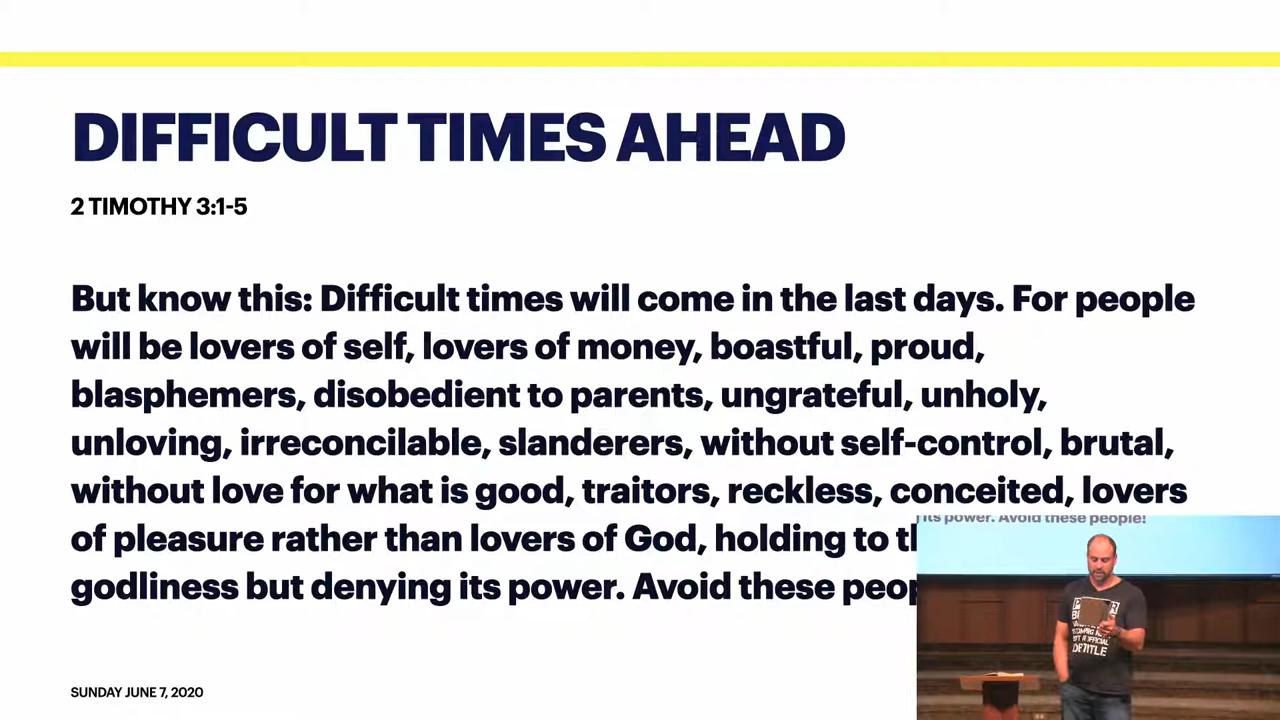 DIFFICULT TIMES AHEAD
2 TIMOTHY 3:1-5
But know this: Difficult times will come in the last days. For people
will be lovers of self, lovers of money, boastful, proud,
blasphemers, disobedient to parents, ungrateful, unholy,
unloving, irreconcilable, slanderers, without self-control, brutal,
without love for what is good, traitors, reckless, conceited, lovers
of pleasure rather than lovers of God, holding to
godliness but denying its power. Avoid these
its power. Avoid these people!
SUNDAY JUNE 7, 2020